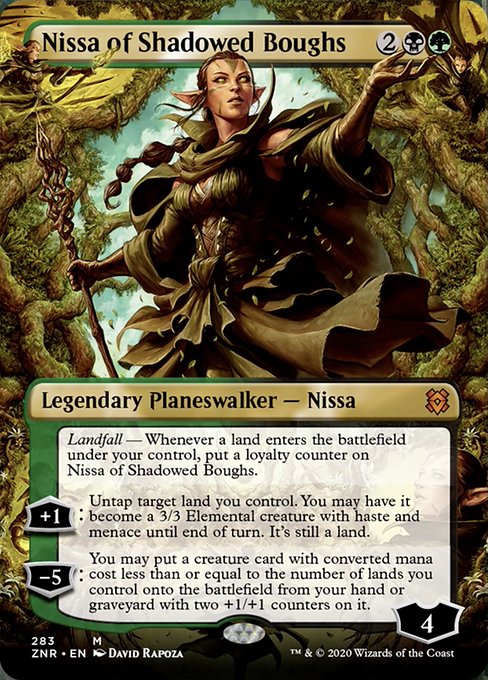 Nissa of Shadowed Boughs 2
Legendary Planeswalker — Nissa
Landfall — Whenever a land enters the battlefield
under your control, put a loyalty counter on
Nissa of Shadowed Boughs.
+1: Untap target land you control. You may have it
become a 3/3 Elemental creature with haste and
menace until end of turn. It's still a land.
−5: You may put a creature card with converted mana
cost less than or equal to the number of lands you
control onto the battlefield from your hand or
graveyard with two +1/+1 counters on it.
4
283 M
ZNR • EN David Rapoza
™ & © 2020 Wizards of the Coast